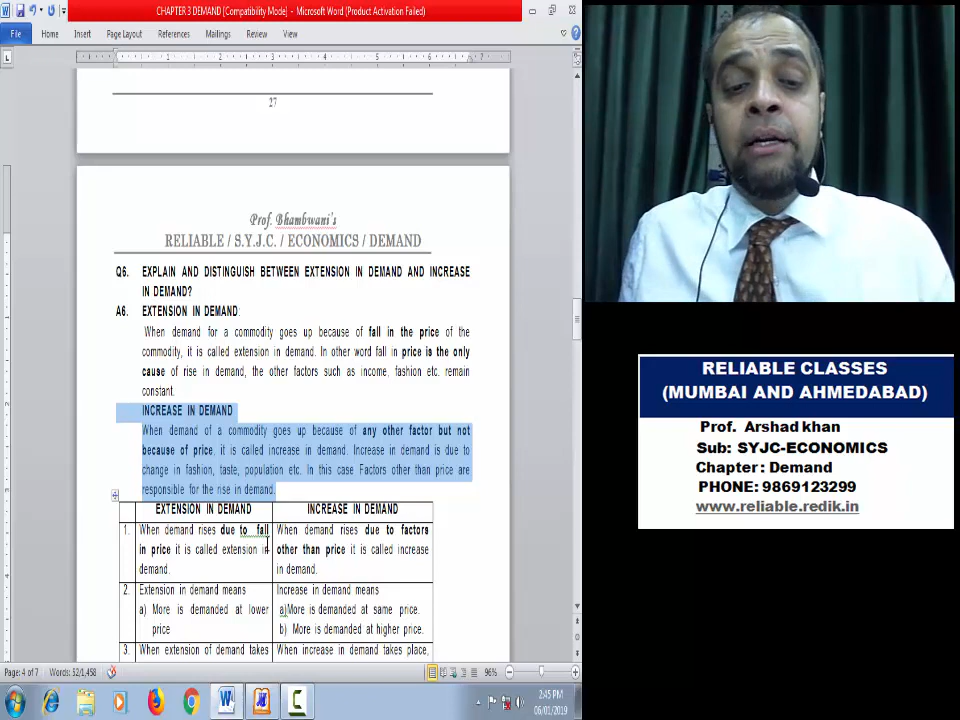 CHAPTER 3 DEMAND [Compatibility Mode] - Microsoft Word (Product Activation Failed)
File Home Insert Page Layout References Mailings Review View
27
Prof. Bhambwani's
RELIABLE / S.Y.J.C. / ECONOMICS / DEMAND
Q6. EXPLAIN AND DISTINGUISH BETWEEN EXTENSION IN DEMAND AND INCREASE
IN DEMAND?
A6. EXTENSION IN DEMAND:
When demand for a commodity goes up because of fall in the price of the
commodity, it is called extension in demand. In other word fall in price is the only
cause of rise in demand, the other factors such as income, fashion etc. remain
constant.
INCREASE IN DEMAND
When demand of a commodity goes up because of any other factor but not
because of price, it is called increase in demand. Increase in demand is due to
change in fashion, taste, population etc. In this case Factors other than price are
responsible for the rise in demand.
EXTENSION IN DEMAND INCREASE IN DEMAND
1. When demand rises due to fall
in price it is called extension in
demand.
When demand rises due to factors
other than price it is called increase
in demand.
2. Extension in demand means
a) More is demanded at lower
price
Increase in demand means
a)More is demanded at same price.
b) More is demanded at higher price.
3. When extension of demand takes
When increase in demand takes place,
Page: 4 of 7 Words: 52/1,458 96%
2:45 PM
06/01/2019
RELIABLE CLASSES
(MUMBAI AND AHMEDABAD)
Prof. Arshad khan
Sub: SYJC-ECONOMICS
Chapter : Demand
PHONE: 9869123299
www.reliable.redik.in